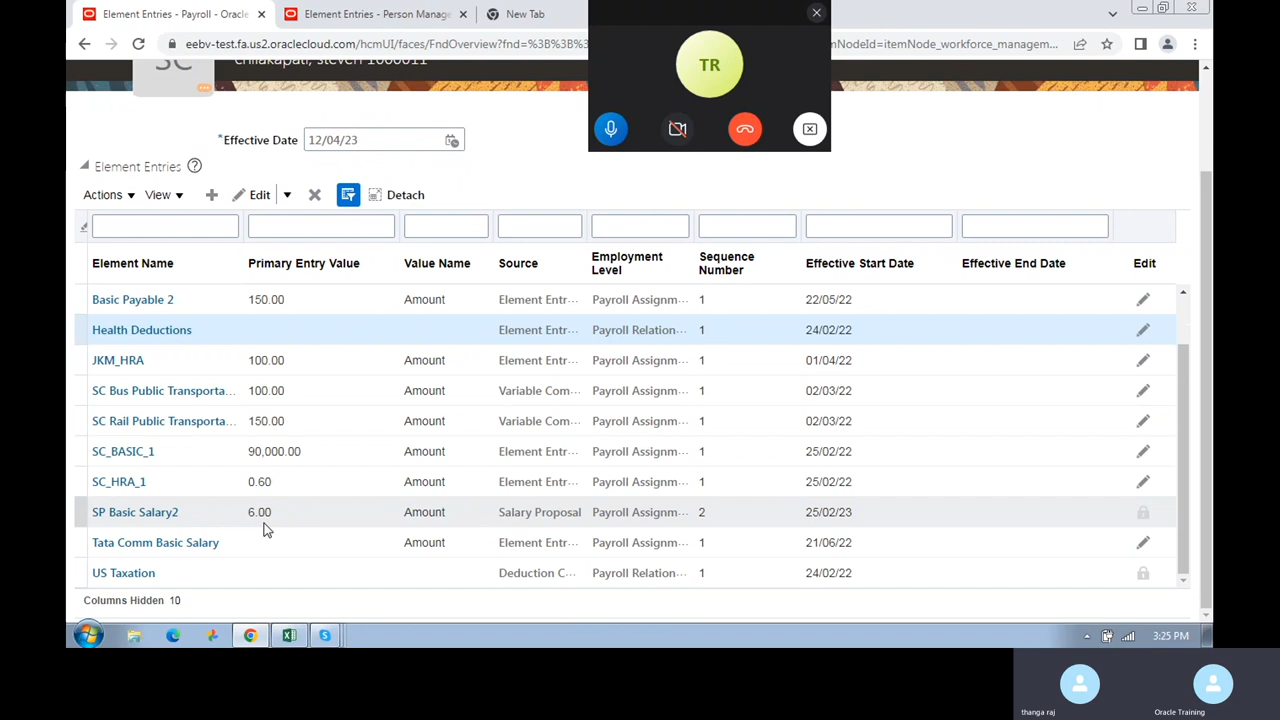 Element Entries - Payroll - Oracle
Element Entries - Person Manag
New Tab
eebv-test.fa.us2.oraclecloud.com/hcmUI/faces/FndOverview?fnd=%3B%3B%3
mNodeId=itemNode_workforce_managem...
SC
chilakapati, steven 1000011
TR
*Effective Date 12/04/23
Element Entries
Actions View Edit Detach
Element Name Primary Entry Value Value Name Source Employment Level Sequence Number Effective Start Date Effective End Date Edit
Basic Payable 2 150.00 Amount Element Entr... Payroll Assignm... 1 22/05/22
Health Deductions Element Entr... Payroll Relation... 1 24/02/22
JKM_HRA 100.00 Amount Element Entr... Payroll Assignm... 1 01/04/22
SC Bus Public Transporta... 100.00 Amount Variable Com... Payroll Assignm... 1 02/03/22
SC Rail Public Transporta... 150.00 Amount Variable Com... Payroll Assignm... 1 02/03/22
SC_BASIC_1 90,000.00 Amount Element Entr... Payroll Assignm... 1 25/02/22
SC_HRA_1 0.60 Amount Element Entr... Payroll Assignm... 1 25/02/22
SP Basic Salary2 6.00 Amount Salary Proposal Payroll Assignm... 2 25/02/23
Tata Comm Basic Salary Amount Element Entr... Payroll Assignm... 1 21/06/22
US Taxation Deduction C... Payroll Relation... 1 24/02/22
Columns Hidden 10
3:25 PM
thanga raj
Oracle Training